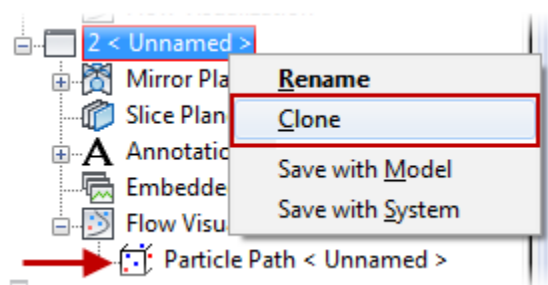 2 < Unnamed >
Mirror Pla
Rename
Slice Plan
Clone
Annotatic
Save with Model
Embedde
Save with System
Flow Visu
Particle Path < Unnamed >